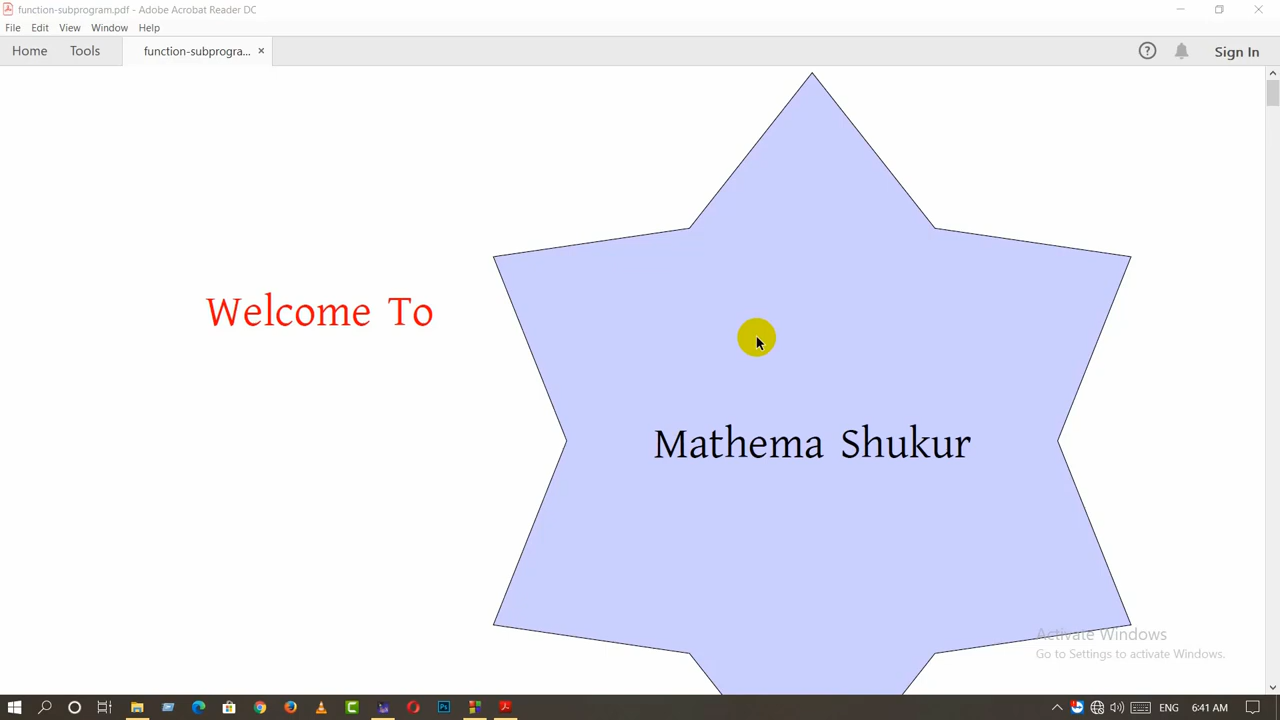 function-subprogram.pdf - Adobe Acrobat Reader DC
File Edit View Window Help
Home Tools function-subprogra... × Sign In
Welcome To
Mathema Shukur
Activate Windows
Go to Settings to activate Windows.
ENG 6:41 AM